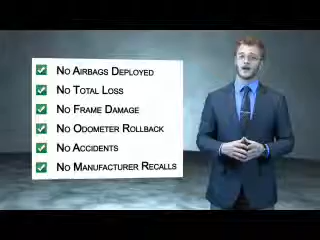 No Airbags Deployed
No Total Loss
No Frame Damage
No Odometer Rollback
No Accidents
No Manufacturer Recalls